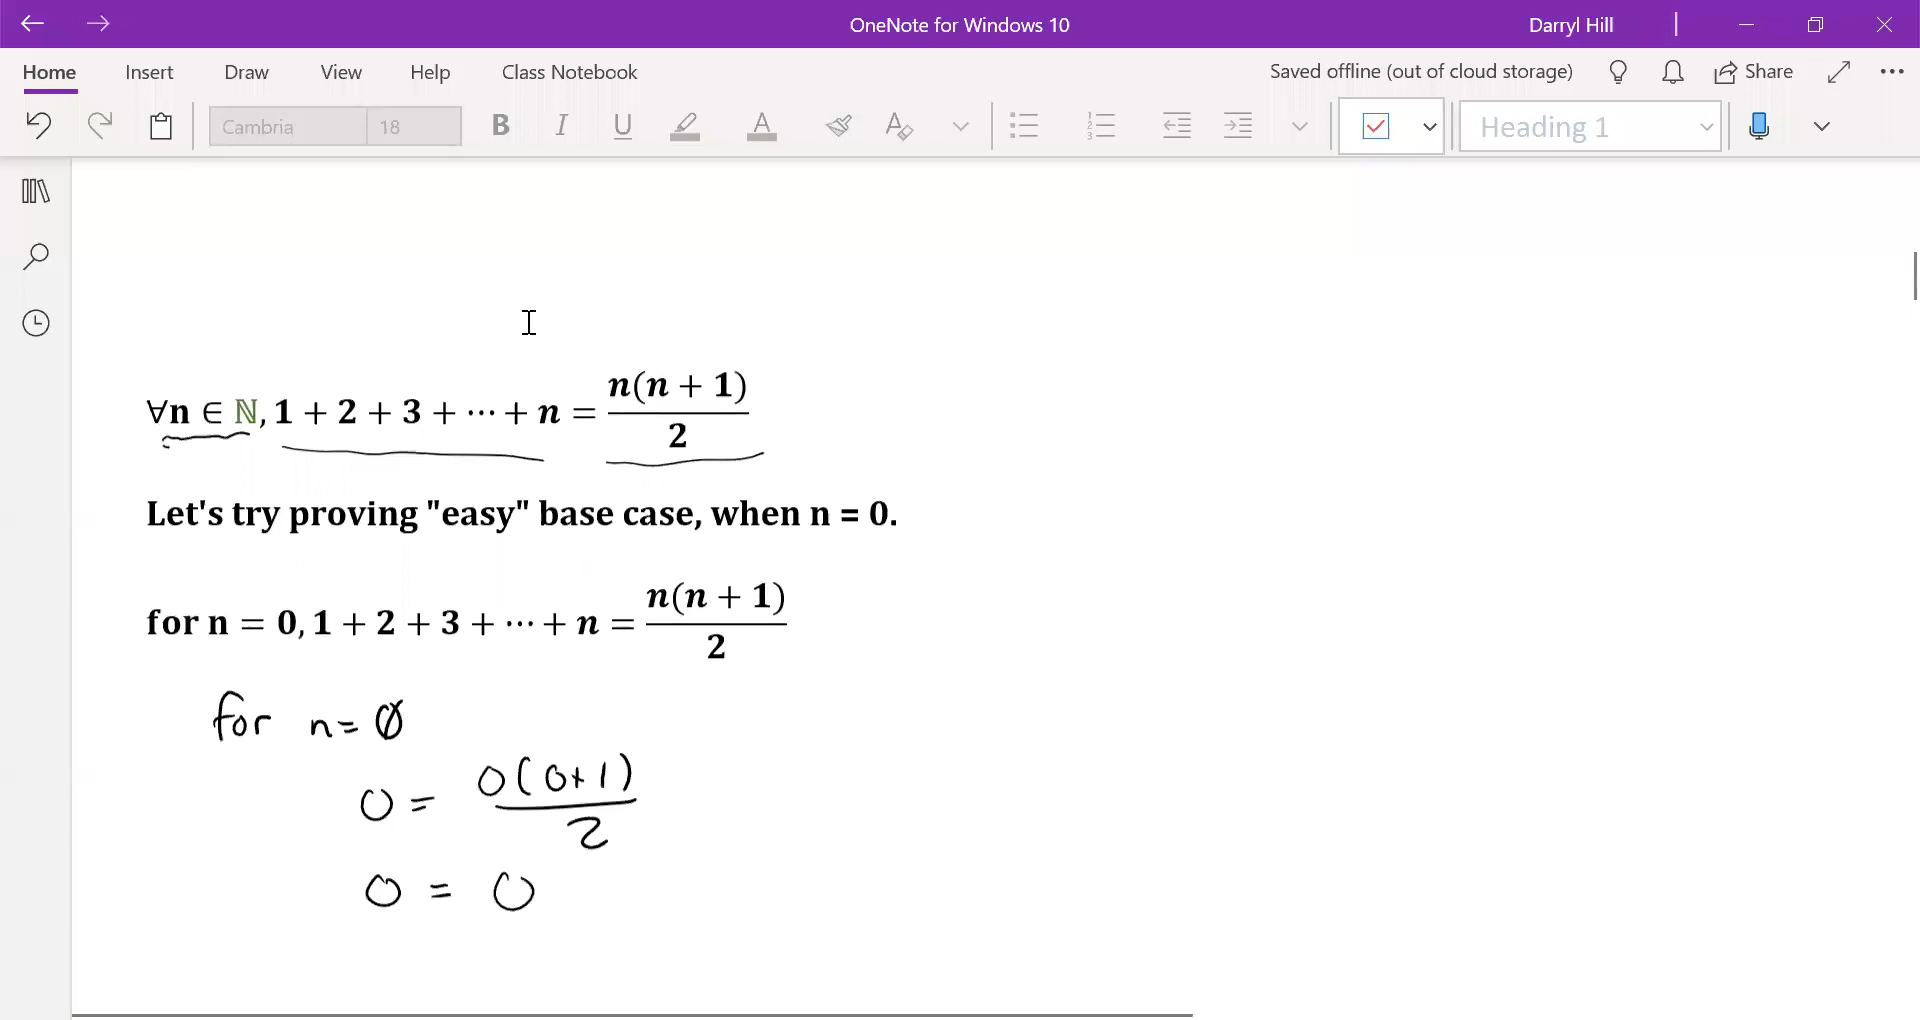 OneNote for Windows 10 Darryl Hill
Home Insert Draw View Help Class Notebook Saved offline (out of cloud storage) Share
Cambria 18 B I U A A Heading 1
∀n ∈ ℕ, 1 + 2 + 3 + ⋯ + n = n(n + 1) / 2
Let's try proving "easy" base case, when n = 0.
for n = 0, 1 + 2 + 3 + ⋯ + n = n(n + 1) / 2
for n = 0
0 = 0(0+1) / 2
0 = 0